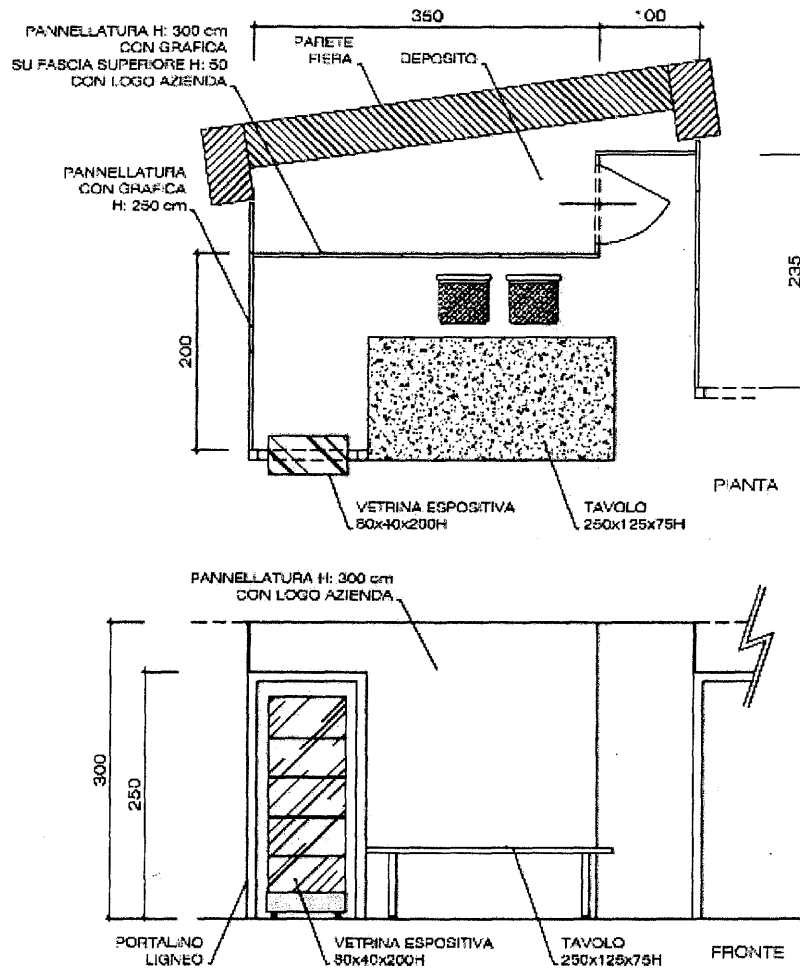 350
100
PANNELLATURA H: 300 cm
CON GRAFICA
SU FASCIA SUPERIORE H: 50
CON LOGO AZIENDA
PARETE
FIERA
DEPOSITO
PANNELLATURA
CON GRAFICA
H: 250 cm
235
200
PIANTA
VETRINA ESPOSITIVA
80x40x200H
TAVOLO
250x125x75H
PANNELLATURA H: 300 cm
CON LOGO AZIENDA
300
250
PORTALINO
LIGNEO
VETRINA ESPOSITIVA
80x40x200H
TAVOLO
250x125x75H
FRONTE